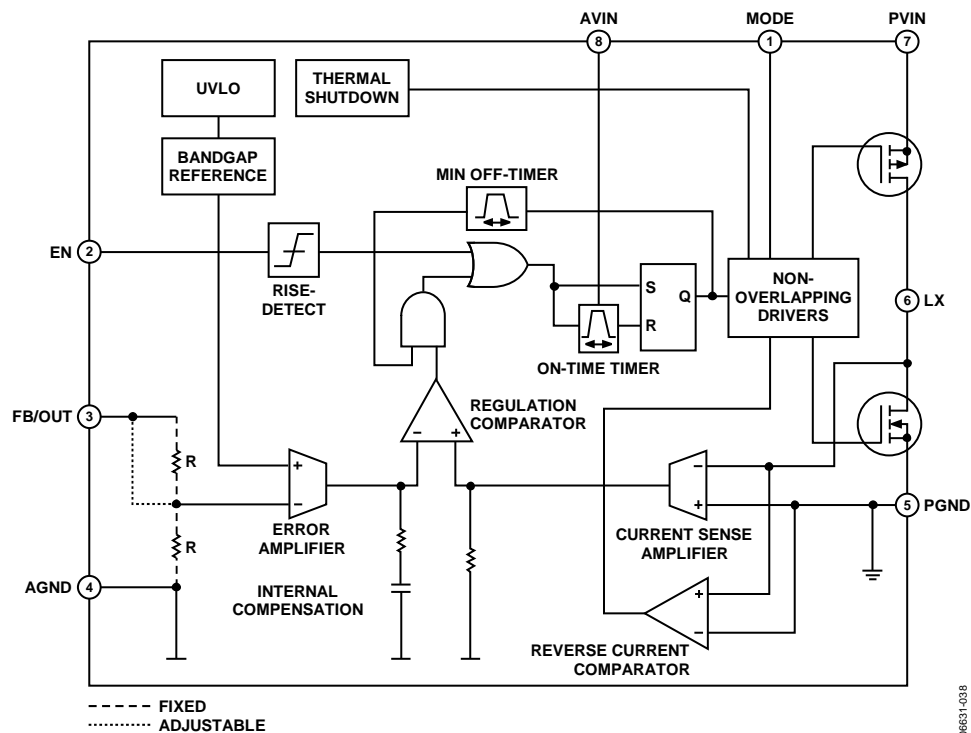 AVIN
MODE
PVIN
8
1
7
UVLO
THERMAL
SHUTDOWN
BANDGAP
REFERENCE
MIN OFF-TIMER
EN
2
RISE-
DETECT
S
Q
R
ON-TIME TIMER
NON-
OVERLAPPING
DRIVERS
6
LX
REGULATION
COMPARATOR
FB/OUT
3
R
R
+
−
ERROR
AMPLIFIER
−
+
−
+
CURRENT SENSE
AMPLIFIER
5
PGND
AGND
4
INTERNAL
COMPENSATION
+
−
REVERSE CURRENT
COMPARATOR
FIXED
ADJUSTABLE
06631-038